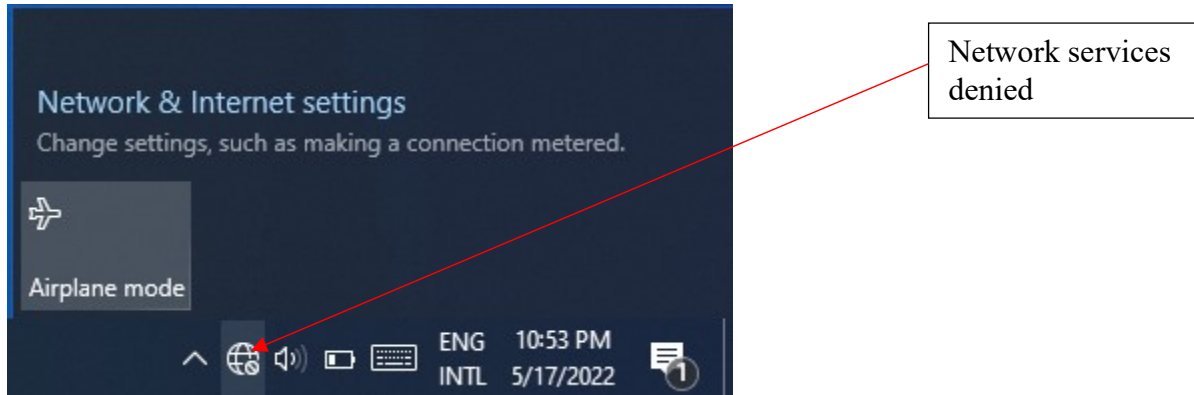 Network services
denied
Network & Internet settings
Change settings, such as making a connection metered.
Airplane mode
ENG 10:53 PM
INTL 5/17/2022
1